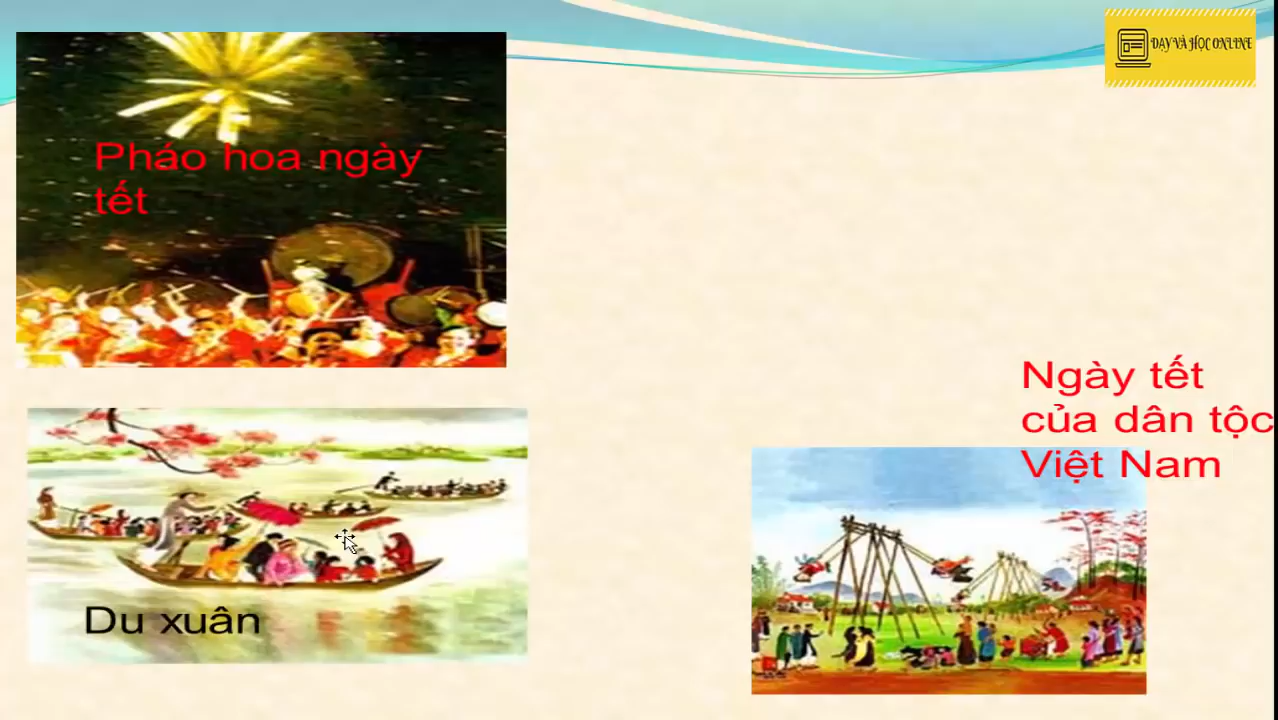 DẠY VÀ HỌC ONLINE
Pháo hoa ngày
tết
Ngày tết
của dân tộc
Việt Nam
Du xuân